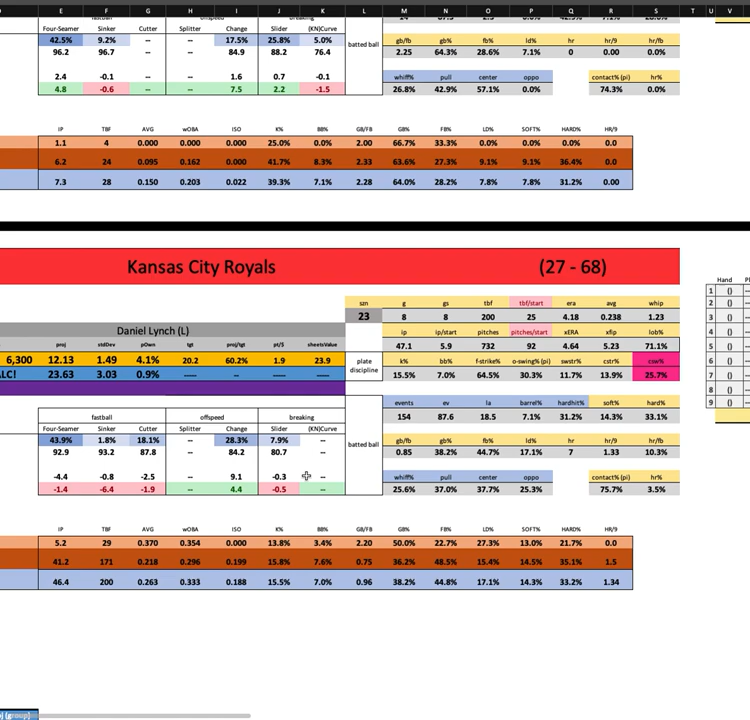 E F G H I J K L M N O P Q R S T U V W
fastball offspeed breaking
Four-Seamer Sinker Cutter Splitter Change Slider (KN)Curve gb/fb gb% fb% ld% hr hr/9 hr/fb
42.5% 9.2% -- -- 17.5% 25.8% 5.0% batted ball 2.25 64.3% 28.6% 7.1% 0 0.00 0.0%
96.2 96.7 84.9 88.2 76.4
whiff% pull center oppo contact% (pi) hr%
2.4 -0.1 1.6 0.7 -0.1 26.8% 42.9% 57.1% 0.0% 74.3% 0.0%
4.8 -0.6 -- -- 7.5 2.2 -1.5
IP TBF AVG wOBA ISO K% BB% GB/FB GB% FB% LD% SOFT% HARD% HR/9
1.1 4 0.000 0.000 0.000 25.0% 0.0% 2.00 66.7% 33.3% 0.0% 0.0% 0.0% 0.0
6.2 24 0.095 0.162 0.000 41.7% 8.3% 2.33 63.6% 27.3% 9.1% 9.1% 36.4% 0.0
7.3 28 0.150 0.203 0.022 39.3% 7.1% 2.28 64.0% 28.2% 7.8% 7.8% 31.2% 0.00
Kansas City Royals (27 - 68)
Hand
szn g gs tbf tbf/start era avg whip 1 ()
23 8 8 200 25 4.18 0.238 1.23 2 ()
Daniel Lynch (L) ip ip/start pitches pitches/start xERA xfip lob% 3 ()
proj stdDev pOwn tgt proj/tgt pt/$ sheetsValue 47.1 5.9 732 92 4.64 5.23 71.1% 4 ()
6,300 12.13 1.49 4.1% 20.2 60.2% 1.9 23.9 plate discipline k% bb% f-strike% o-swing% (pi) swstr% cstr% csw% 5 ()
ALC! 23.63 3.03 0.9% ---- -- ---- ---- 15.5% 7.0% 64.5% 30.3% 11.7% 13.9% 25.7% 6 ()
7 ()
events ev la barrel% hardhit% soft% hard% 8 ()
154 87.6 18.5 7.1% 31.2% 14.3% 33.1% 9 ()
fastball offspeed breaking
Four-Seamer Sinker Cutter Splitter Change Slider (KN)Curve
43.9% 1.8% 18.1% -- 28.3% 7.9% -- batted ball gb/fb gb% fb% ld% hr hr/9 hr/fb
92.9 93.2 87.8 84.2 80.7 0.85 38.2% 44.7% 17.1% 7 1.33 10.3%
-4.4 -0.8 -2.5 9.1 -0.3 -- whiff% pull center oppo contact% (pi) hr%
-1.4 -6.4 -1.9 -- 4.4 -0.5 -- 25.6% 37.0% 37.7% 25.3% 75.7% 3.5%
IP TBF AVG wOBA ISO K% BB% GB/FB GB% FB% LD% SOFT% HARD% HR/9
5.2 29 0.370 0.354 0.000 13.8% 3.4% 2.20 50.0% 22.7% 27.3% 13.0% 21.7% 0.0
41.2 171 0.218 0.296 0.199 15.8% 7.6% 0.75 36.2% 48.5% 15.4% 14.5% 35.1% 1.5
46.4 200 0.263 0.333 0.188 15.5% 7.0% 0.96 38.2% 44.8% 17.1% 14.3% 33.2% 1.34
(group)